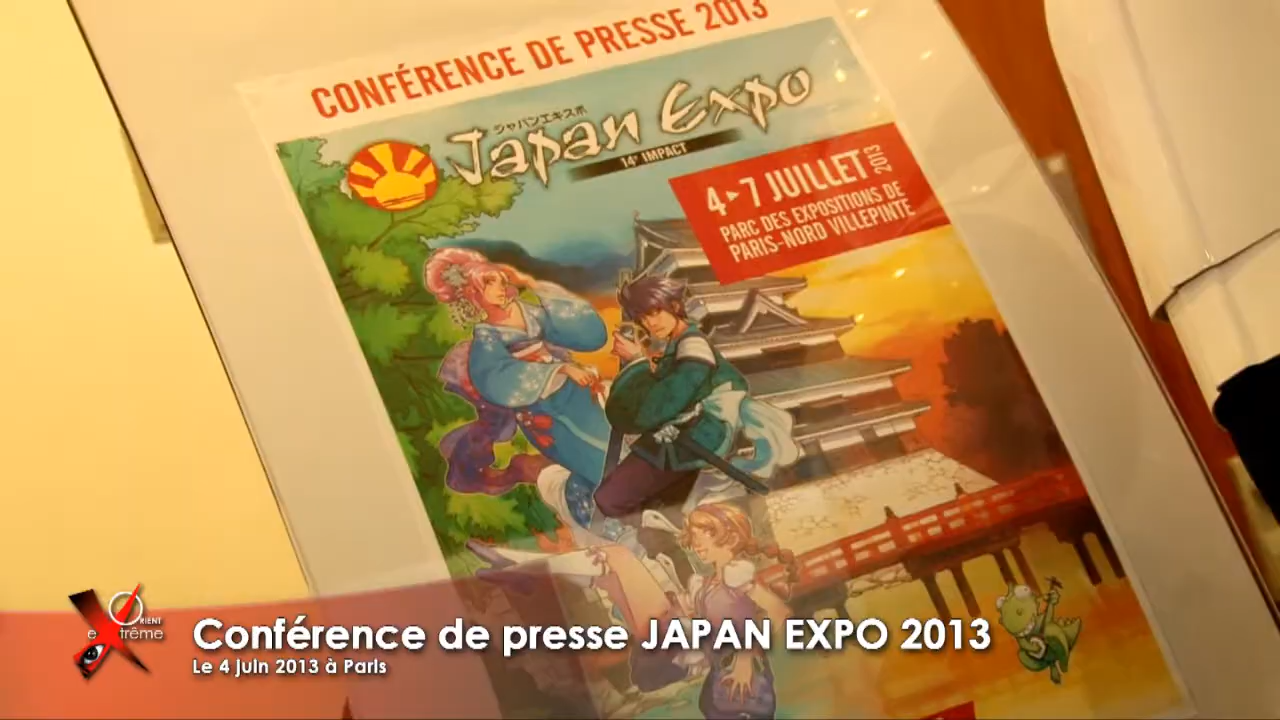 CONFÉRENCE DE PRESSE 2013
ジャパンエキスポ
Japan Expo
14e IMPACT
4▸7 JUILLET 2013
PARC DES EXPOSITIONS DE
PARIS-NORD VILLEPINTE
ORIENT
eXtrême
Conférence de presse JAPAN EXPO 2013
Le 4 juin 2013 à Paris